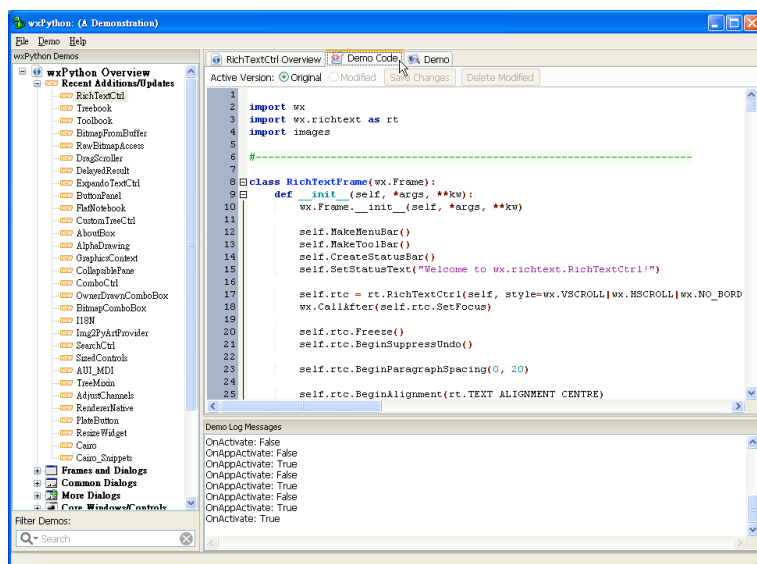 wxPython: (A Demonstration)
File Demo Help
wxPython Demos
wxPython Overview
Recent Additions/Updates
RichTextCtrl
Treebook
Toolbook
BitmapFromBuffer
RawBitmapAccess
DragScroller
DelayedResult
ExpandoTextCtrl
ButtonPanel
FlatNotebook
CustomTreeCtrl
AboutBox
AlphaDrawing
GraphicsContext
CollapsiblePane
ComboCtrl
OwnerDrawnComboBox
BitmapComboBox
I18N
Img2PyArtProvider
SearchCtrl
SizedControls
AUI_MDI
TreeMixin
AdjustChannels
RendererNative
PlateButton
ResizeWidget
Cairo
Cairo_Snippets
Frames and Dialogs
Common Dialogs
More Dialogs
Core Windows/Controls
Filter Demos:
Search
RichTextCtrl Overview Demo Code Demo
Active Version: Original Modified Save Changes Delete Modified
1
2 import wx
3 import wx.richtext as rt
4 import images
5
6 #----------------------------------------------------------------------
7
8 class RichTextFrame(wx.Frame):
9 def __init__(self, *args, **kw):
10 wx.Frame.__init__(self, *args, **kw)
11
12 self.MakeMenuBar()
13 self.MakeToolBar()
14 self.CreateStatusBar()
15 self.SetStatusText("Welcome to wx.richtext.RichTextCtrl!")
16
17 self.rtc = rt.RichTextCtrl(self, style=wx.VSCROLL|wx.HSCROLL|wx.NO_BORD
18 wx.CallAfter(self.rtc.SetFocus)
19
20 self.rtc.Freeze()
21 self.rtc.BeginSuppressUndo()
22
23 self.rtc.BeginParagraphSpacing(0, 20)
24
25 self.rtc.BeginAlignment(rt.TEXT_ALIGNMENT_CENTRE)
Demo Log Messages
OnActivate: False
OnAppActivate: False
OnAppActivate: True
OnAppActivate: False
OnAppActivate: True
OnAppActivate: False
OnAppActivate: True
OnActivate: True